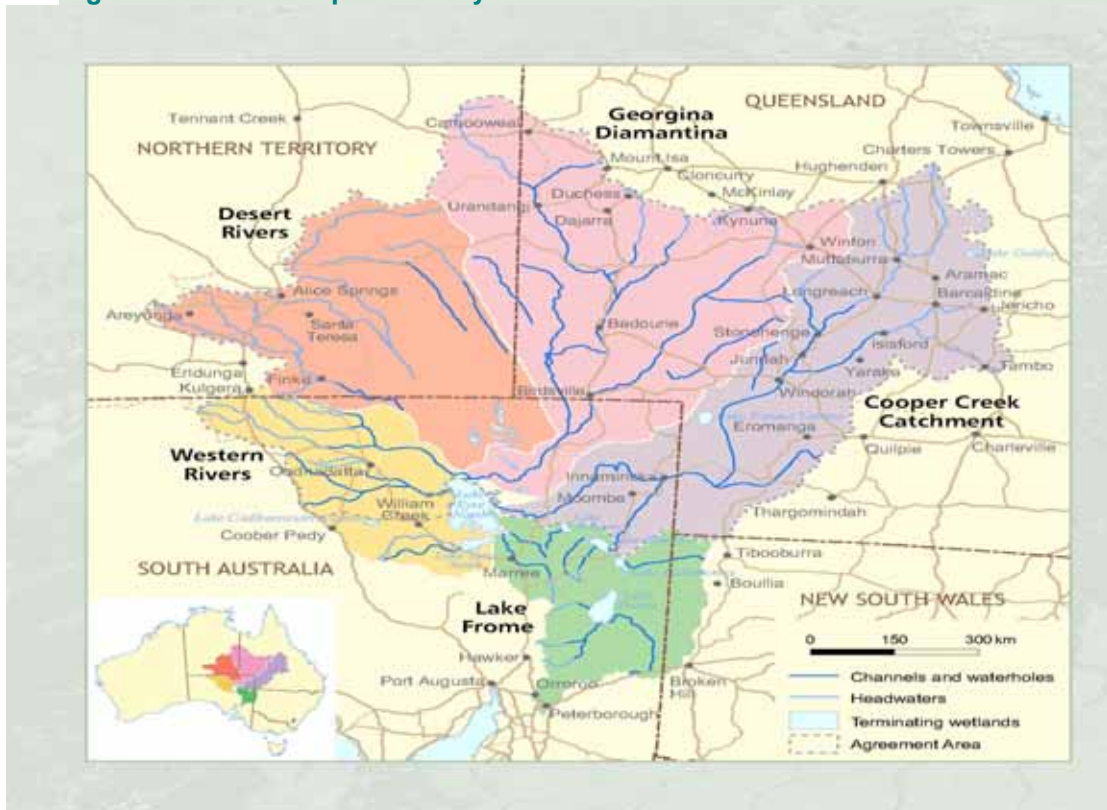 QUEENSLAND
Georgina
Diamantina
Tennant Creek
Camooweal
Townsville
NORTHERN TERRITORY
Charters Towers
Mount Isa
Hughenden
Cloncurry
Duchess
McKinlay
Desert
Rivers
Urandangi
Dajarra
Kynuna
Winton
Muttaburra
Aramac
Alice Springs
Longreach
Barcaldine
Jericho
Areyonga
Santa
Teresa
Bedourie
Stonehenge
Isisford
Jundah
Yaraka
Tambo
Erldunga
Kulgera
Finke
Birdsville
Windorah
Cooper Creek
Catchment
Eromanga
Quilpie
Charleville
Western
Rivers
Oodnadatta
Innamincka
Moomba
William
Creek
Thargomindah
Coober Pedy
Tibooburra
SOUTH AUSTRALIA
Marree
Boullia
NEW SOUTH WALES
Lake
Frome
0 150 300 km
Hawker
Port Augusta
Orroroo
Broken
Hill
Peterborough
Channels and waterholes
Headwaters
Terminating wetlands
Agreement Area